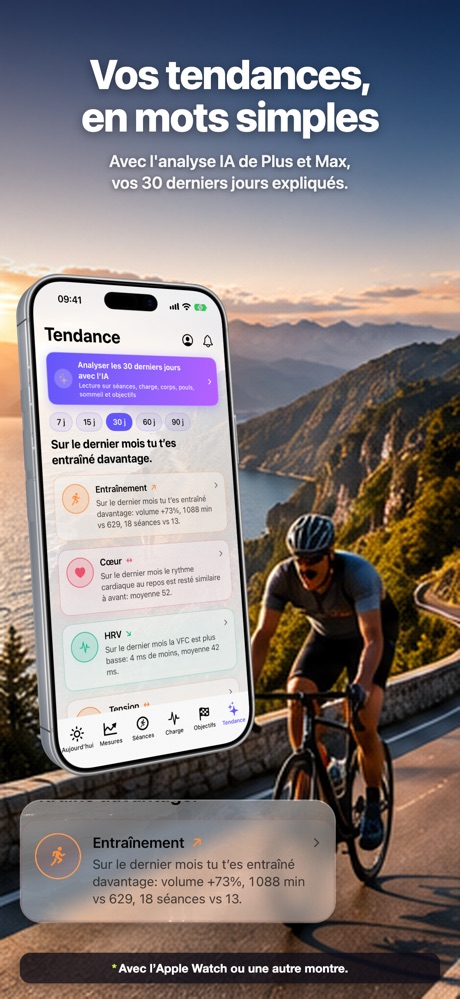 Vos tendances,
en mots simples
Avec l'analyse IA de Plus et Max,
vos 30 derniers jours expliqués.
09:41
Tendance
Analyser les 30 derniers jours
avec l'IA
Lecture sur séances, charge, corps, pouls,
sommeil et objectifs
7 j
15 j
30 j
60 j
90 j
Sur le dernier mois tu t'es
entraîné davantage.
Entraînement
Sur le dernier mois tu t'es entraîné
davantage: volume +73%, 1088 min
vs 629, 18 séances vs 13.
Cœur
Sur le dernier mois le rythme
cardiaque au repos est resté similaire
à avant: moyenne 52.
HRV
Sur le dernier mois la VFC est plus
basse: 4 ms de moins, moyenne 42
ms.
Tension
Aujourd'hui
Mesures
Séances
Charge
Objectifs
Tendance
Entraînement
Sur le dernier mois tu t'es entraîné
davantage: volume +73%, 1088 min
vs 629, 18 séances vs 13.
* Avec l'Apple Watch ou une autre montre.